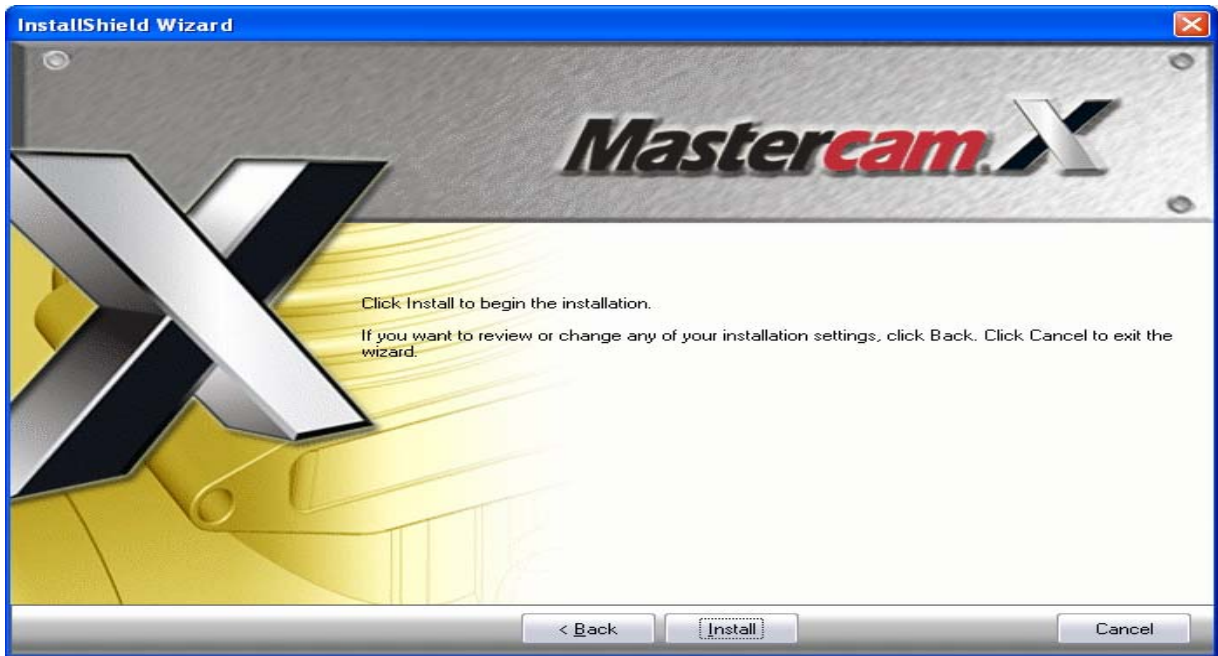 InstallShield Wizard
Mastercam.X
Click Install to begin the installation.
If you want to review or change any of your installation settings, click Back. Click Cancel to exit the
wizard.
< Back Install Cancel